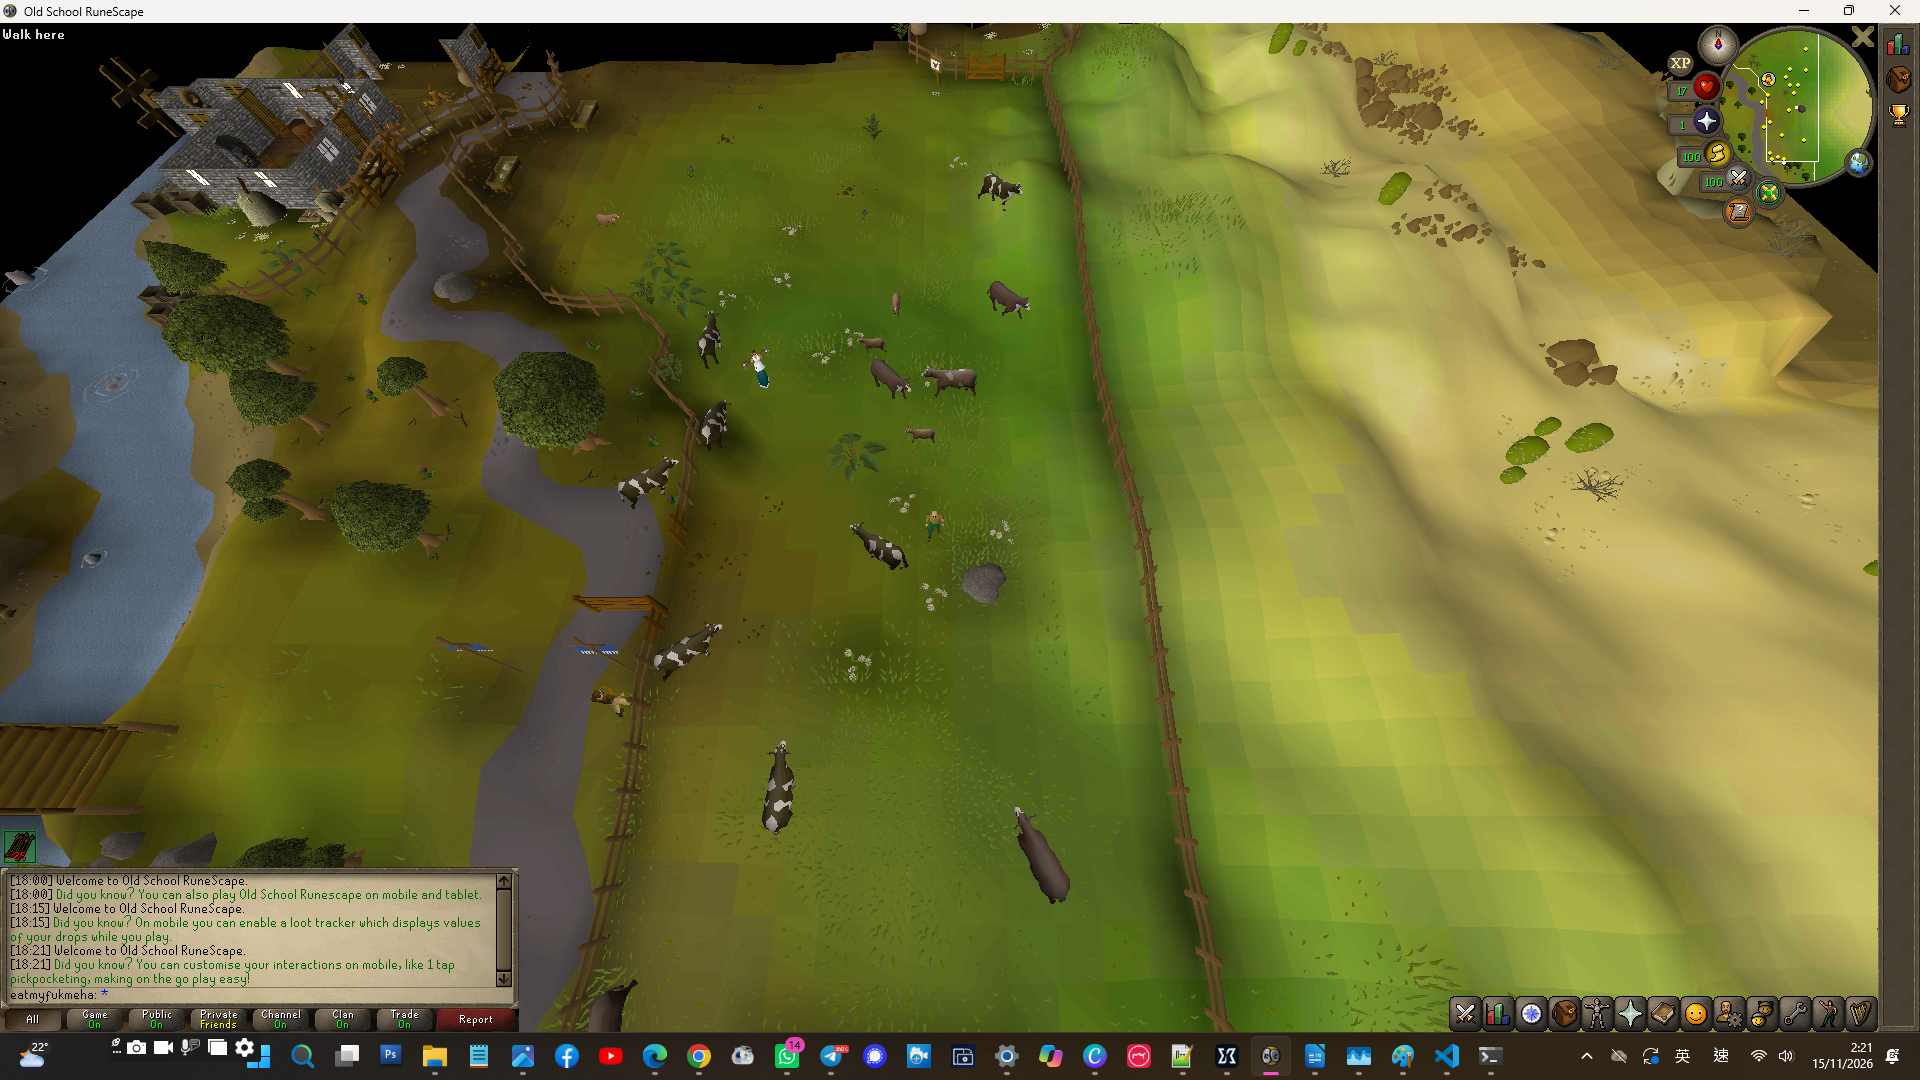 Old School RuneScape
Walk here
N
XP
17
1
100
100
23
[18:00] Welcome to Old School RuneScape.
[18:00] Did you know? You can also play Old School Runescape on mobile and tablet.
[18:15] Welcome to Old School RuneScape.
[18:15] Did you know? On mobile you can enable a loot tracker which displays values
of your drops while you play.
[18:21] Welcome to Old School RuneScape.
[18:21] Did you know? You can customise your interactions on mobile, like 1 tap
pickpocketing, making on the go play easy!
eatmyfukmeha: *
All
Game
On
Public
On
Private
Friends
Channel
On
Clan
On
Trade
On
Report
22°
Ps
14
英
速
2:21
15/11/2026